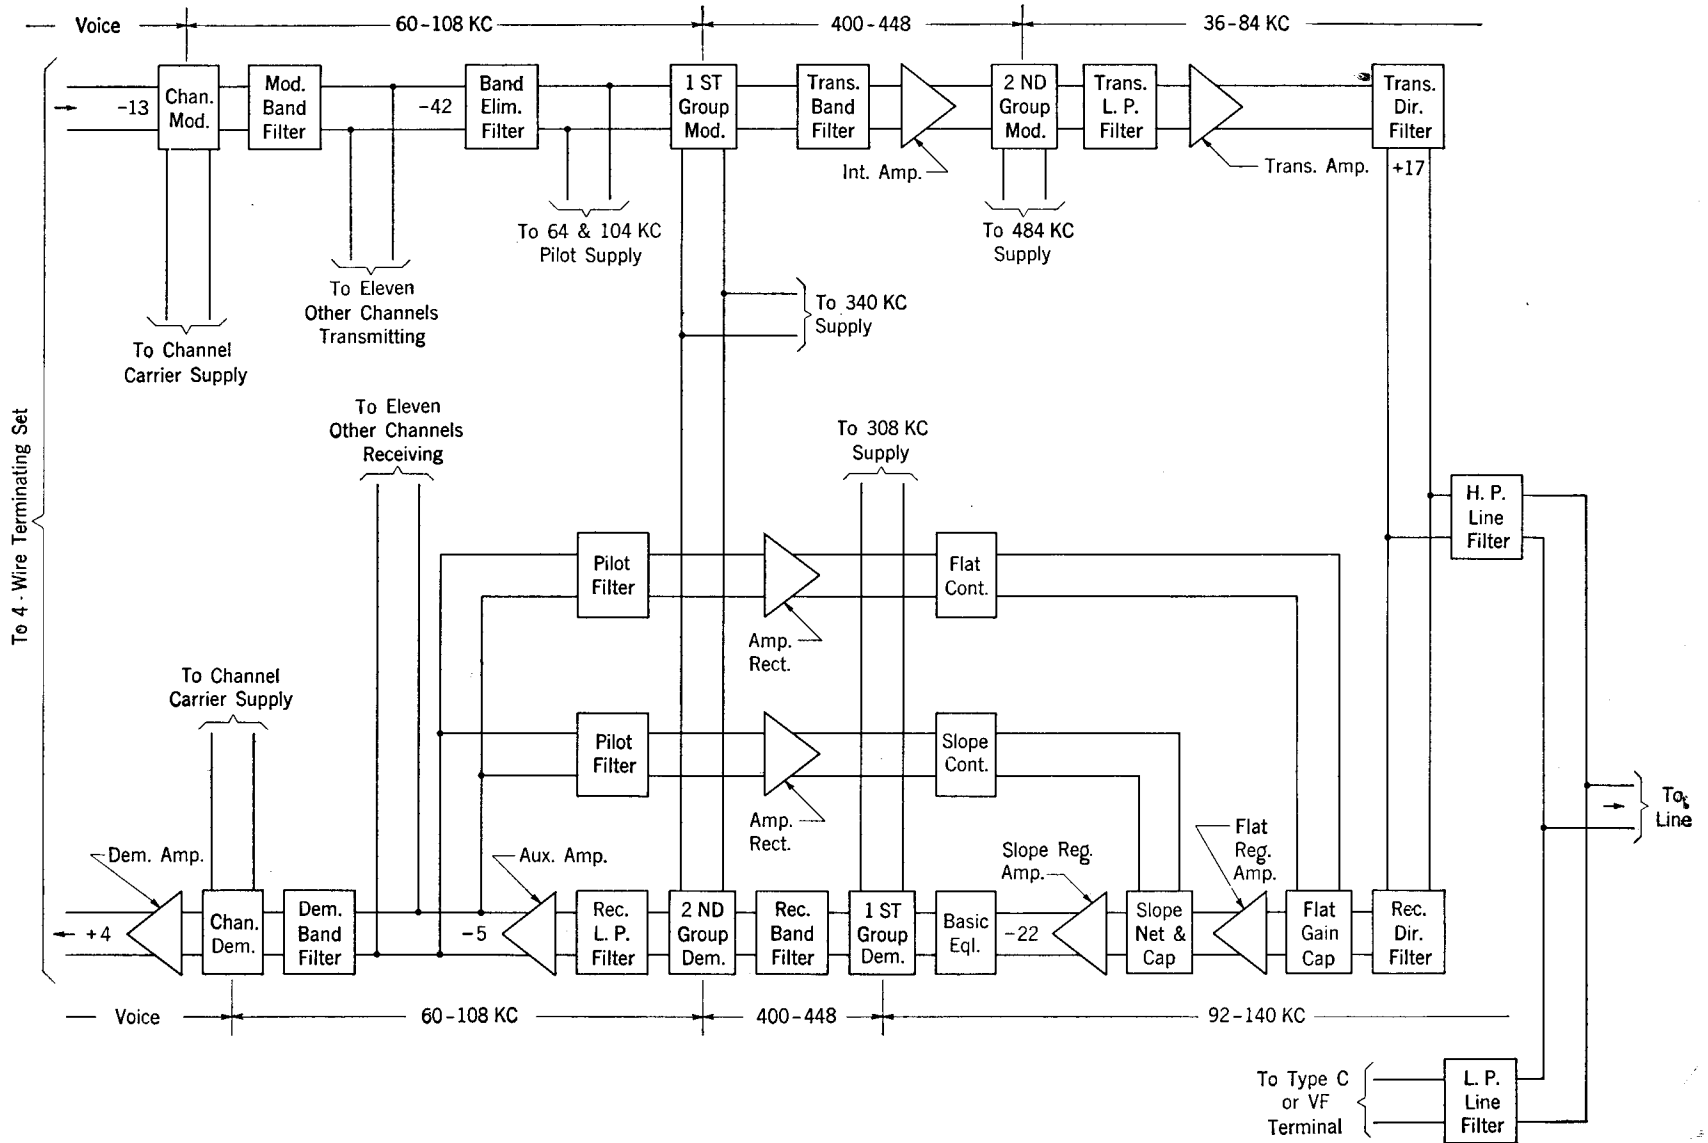 Voice
60-108 KC
400-448
36-84 KC
-13
Chan.
Mod.
Mod.
Band
Filter
-42
Band
Elim.
Filter
1 ST
Group
Mod.
Trans.
Band
Filter
Int. Amp.
2 ND
Group
Mod.
Trans.
L. P.
Filter
Trans. Amp.
Trans.
Dir.
Filter
+17
To Channel
Carrier Supply
To Eleven
Other Channels
Transmitting
To 64 & 104 KC
Pilot Supply
To 340 KC
Supply
To 484 KC
Supply
To 4-Wire Terminating Set
To Eleven
Other Channels
Receiving
To 308 KC
Supply
H. P.
Line
Filter
Pilot
Filter
Amp.
Rect.
Flat
Cont.
To Channel
Carrier Supply
Pilot
Filter
Amp.
Rect.
Slope
Cont.
To
Line
Dem. Amp.
Aux. Amp.
Slope Reg.
Amp.
Flat
Reg.
Amp.
+4
Chan.
Dem.
Dem.
Band
Filter
-5
Rec.
L. P.
Filter
2 ND
Group
Dem.
Rec.
Band
Filter
1 ST
Group
Dem.
Basic
Eql.
-22
Slope
Net &
Cap
Flat
Gain
Cap
Rec.
Dir.
Filter
Voice
60-108 KC
400-448
92-140 KC
To Type C
or VF
Terminal
L. P.
Line
Filter